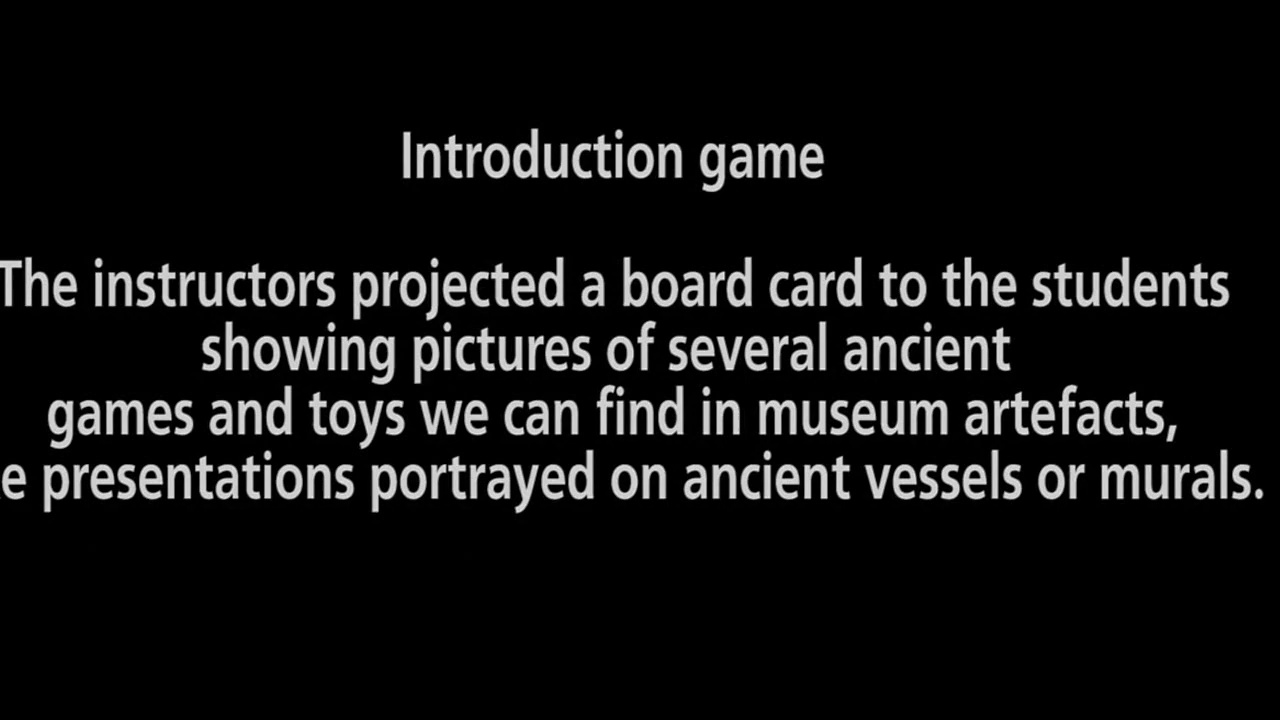 Introduction game
The instructors projected a board card to the students
showing pictures of several ancient
games and toys we can find in museum artefacts,
presentations portrayed on ancient vessels or murals.